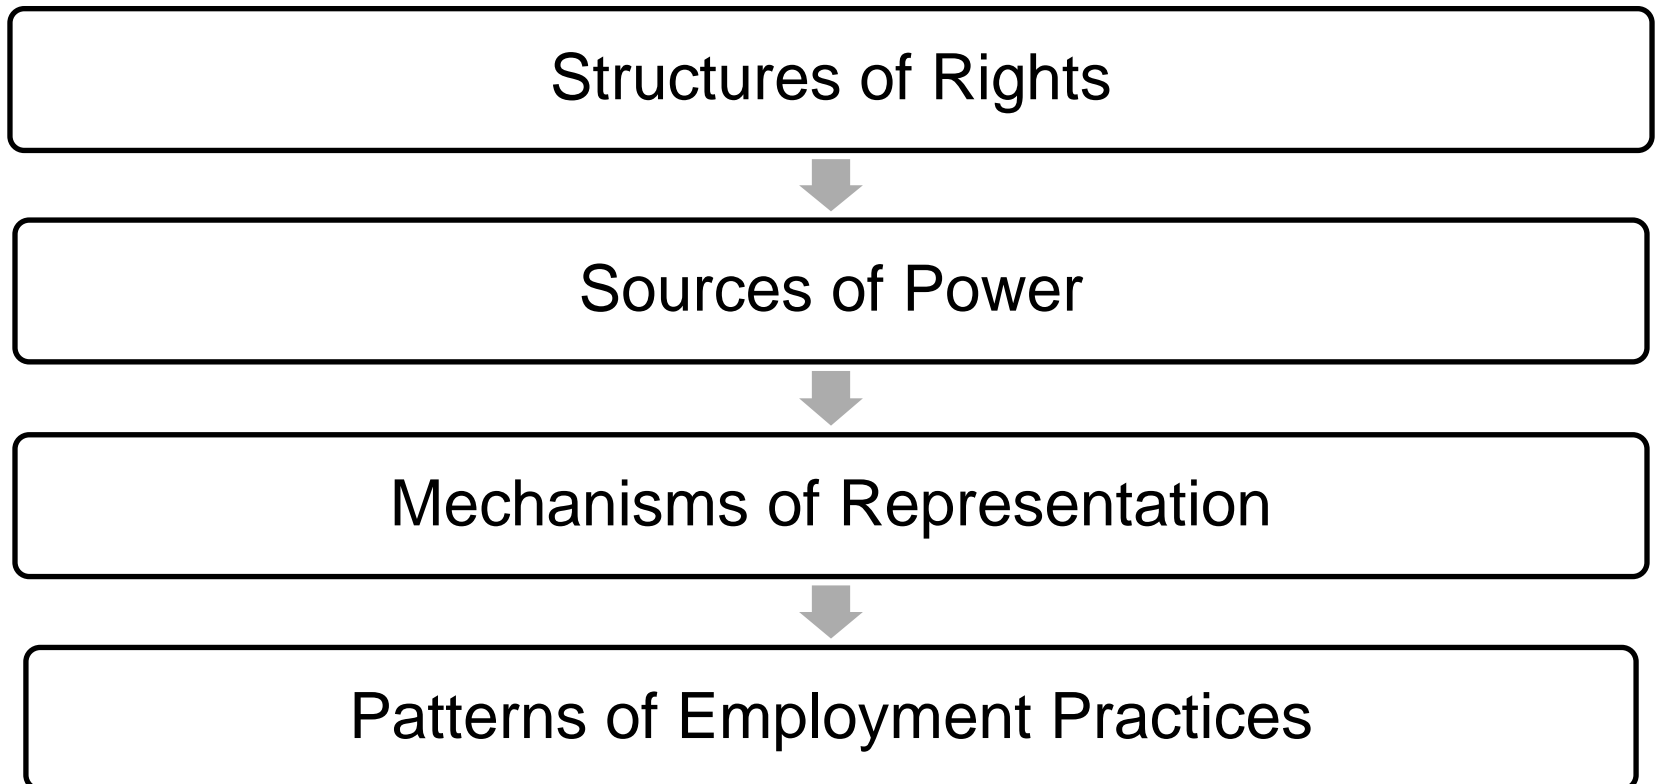 Structures of Rights
Sources of Power
Mechanisms of Representation
Patterns of Employment Practices